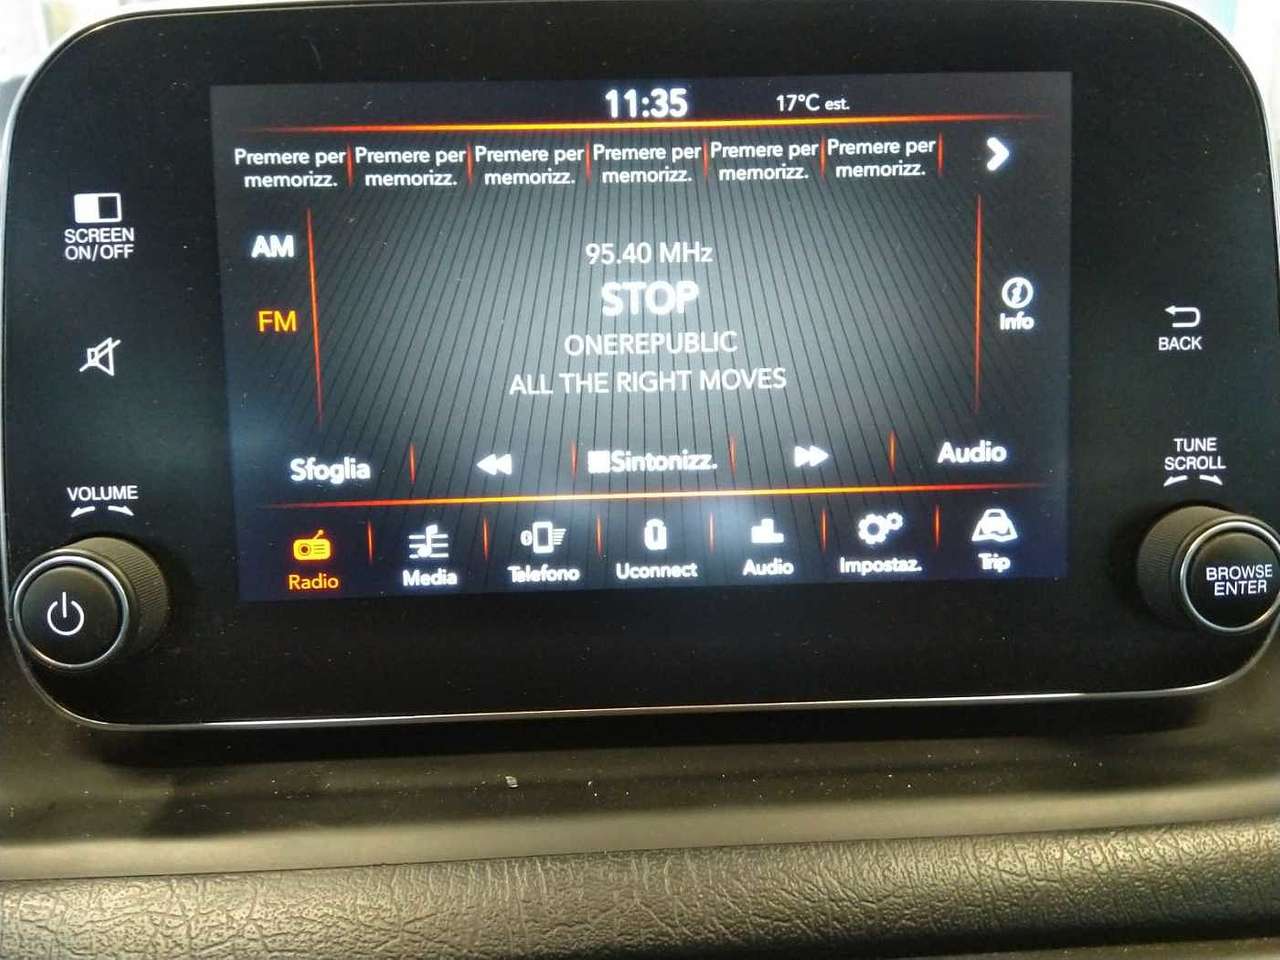 11:35
17°C est.
Premere per memorizz.
Premere per memorizz.
Premere per memorizz.
Premere per memorizz.
Premere per memorizz.
Premere per memorizz.
SCREEN
ON/OFF
AM
FM
95.40 MHz
STOP
ONEREPUBLIC
ALL THE RIGHT MOVES
Info
BACK
Sfoglia
Sintonizz.
Audio
TUNE
SCROLL
VOLUME
Radio
Media
Telefono
Uconnect
Audio
Impostaz.
Trip
BROWSE
ENTER